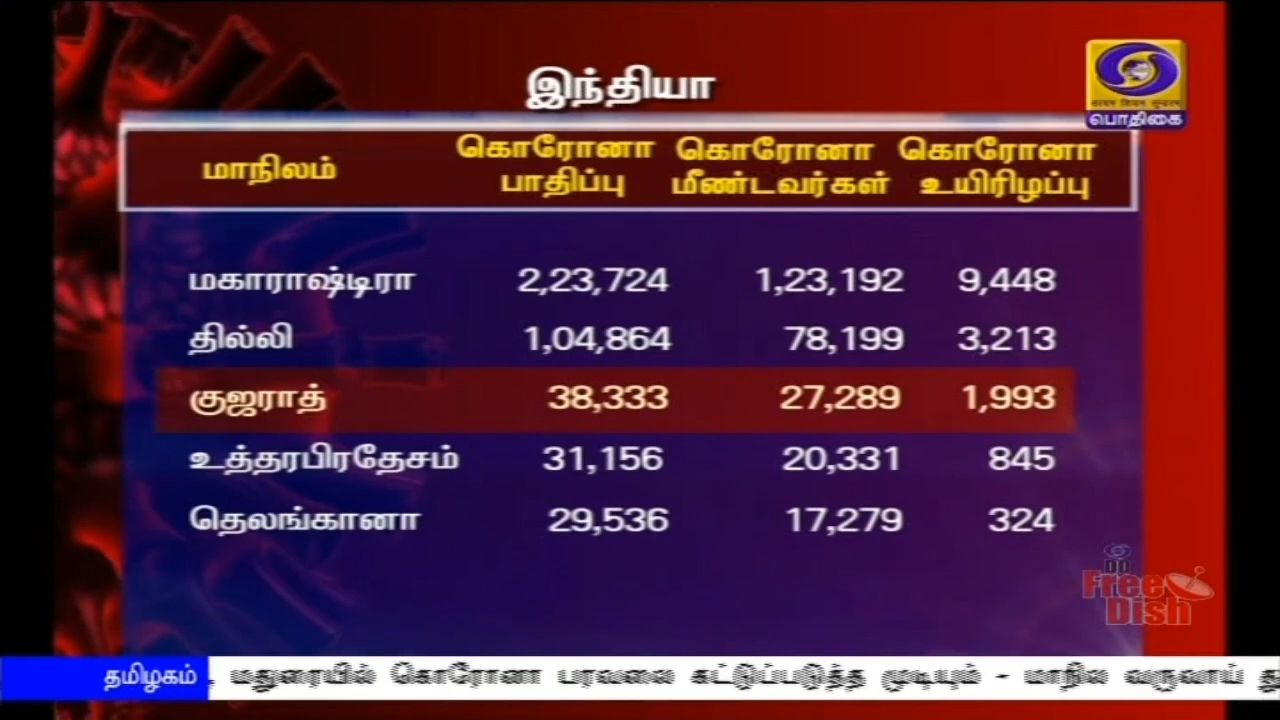 இந்தியா
பொதிகை
மாநிலம் கொரோனா பாதிப்பு கொரோனா மீண்டவர்கள் கொரோனா உயிரிழப்பு
மகாராஷ்டிரா 2,23,724 1,23,192 9,448
தில்லி 1,04,864 78,199 3,213
குஜராத் 38,333 27,289 1,993
உத்தரபிரதேசம் 31,156 20,331 845
தெலங்கானா 29,536 17,279 324
DD Free Dish
தமிழகம் . மதுரையில் கொரோனா பரவலை கட்டுப்படுத்த முடியும் - மாநில வருவாய்